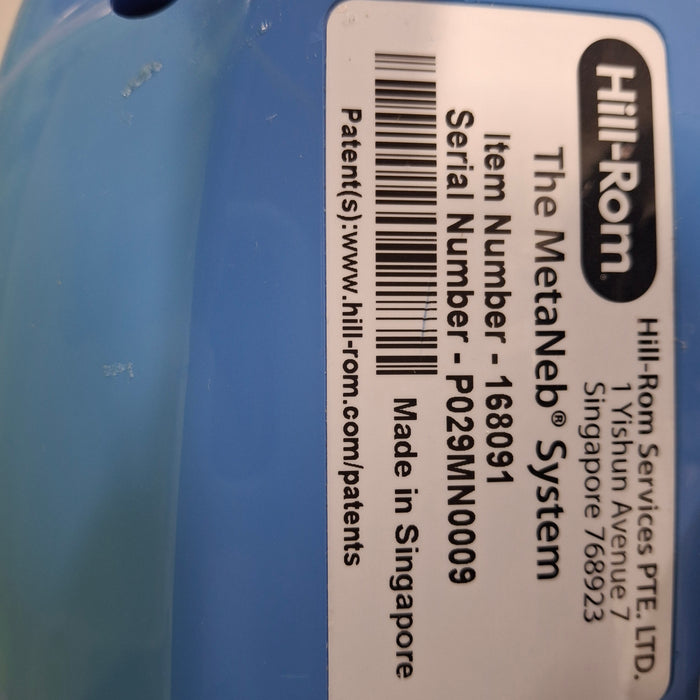 Hill-Rom®
Hill-Rom Services PTE. LTD.
1 Yishun Avenue 7
Singapore 768923
The MetaNeb® System
Item Number - 168091
Serial Number - P029MN0009
Made in Singapore
Patent(s):www.hill-rom.com/patents